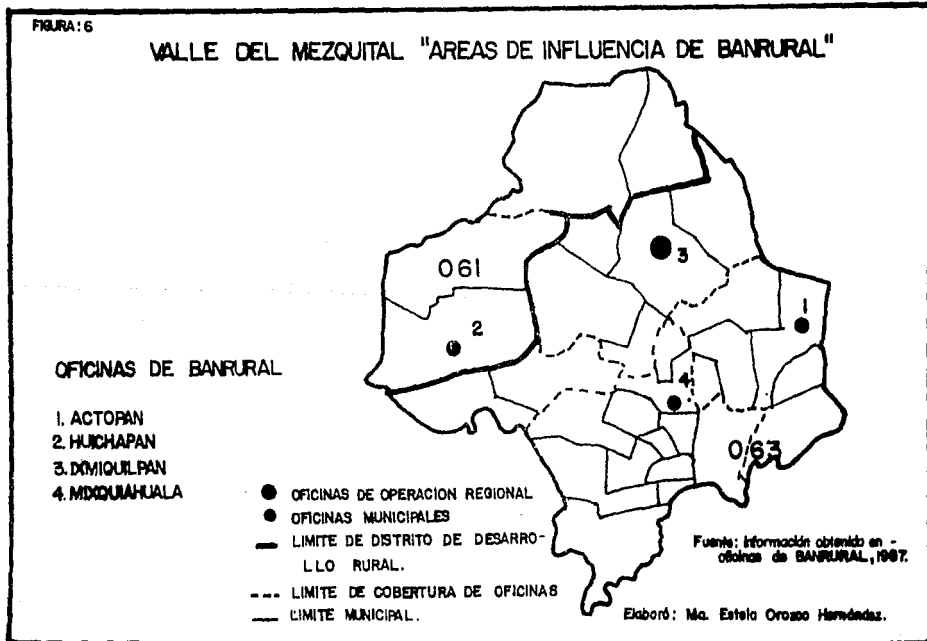 FIGURA: 6
VALLE DEL MEZQUITAL "AREAS DE INFLUENCIA DE BANRURAL"
061
3
1
2
4
063
OFICINAS DE BANRURAL
1. ACTOPAN
2. HUICHAPAN
3. IXMIQUILPAN
4. MIXQUIAHUALA
OFICINAS DE OPERACION REGIONAL
OFICINAS MUNICIPALES
LIMITE DE DISTRITO DE DESARRO-
LLO RURAL.
LIMITE DE COBERTURA DE OFICINAS
LIMITE MUNICIPAL.
Fuente: Información obtenida en -
oficinas de BANRURAL, 1987.
Elaboró: Ma. Estela Orozco Hernández.